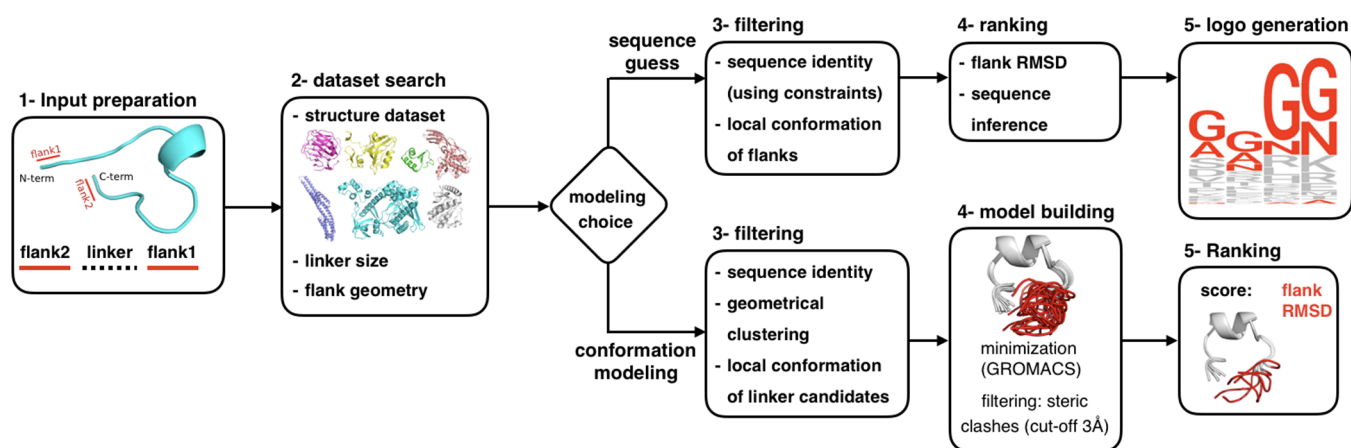 1- Input preparation
flank1
N-term
C-term
flank2
flank2 linker flank1
2- dataset search
- structure dataset
- linker size
- flank geometry
modeling
choice
sequence
guess
3- filtering
- sequence identity
(using constraints)
- local conformation
of flanks
4- ranking
- flank RMSD
- sequence
inference
5- logo generation
G G G G
A A N N
conformation
modeling
3- filtering
- sequence identity
- geometrical
clustering
- local conformation
of linker candidates
4- model building
minimization
(GROMACS)
filtering: steric
clashes (cut-off 3Å)
5- Ranking
score: flank
RMSD